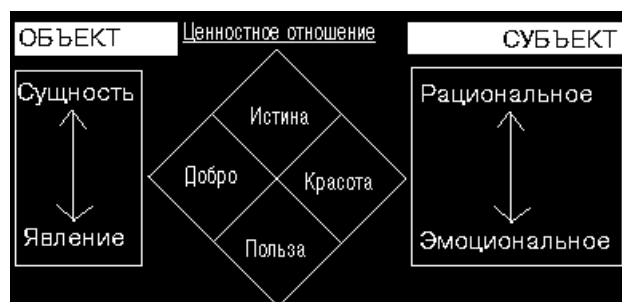 ОБЪЕКТ
Ценностное отношение
СУБЪЕКТ
Сущность
Рациональное
Истина
Добро
Красота
Явление
Эмоциональное
Польза